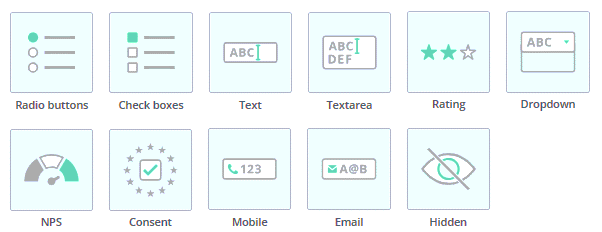 ABC
ABC
DEF
ABC
Radio buttons
Check boxes
Text
Textarea
Rating
Dropdown
123
A@B
NPS
Consent
Mobile
Email
Hidden